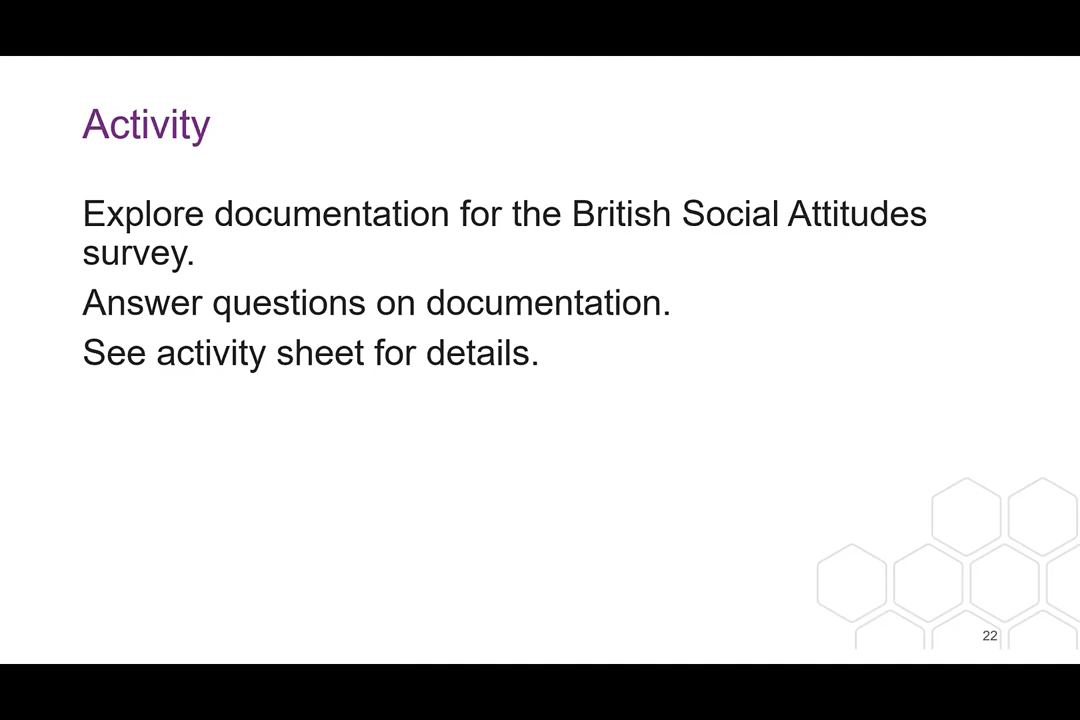 Activity
Explore documentation for the British Social Attitudes
survey.
Answer questions on documentation.
See activity sheet for details.
22